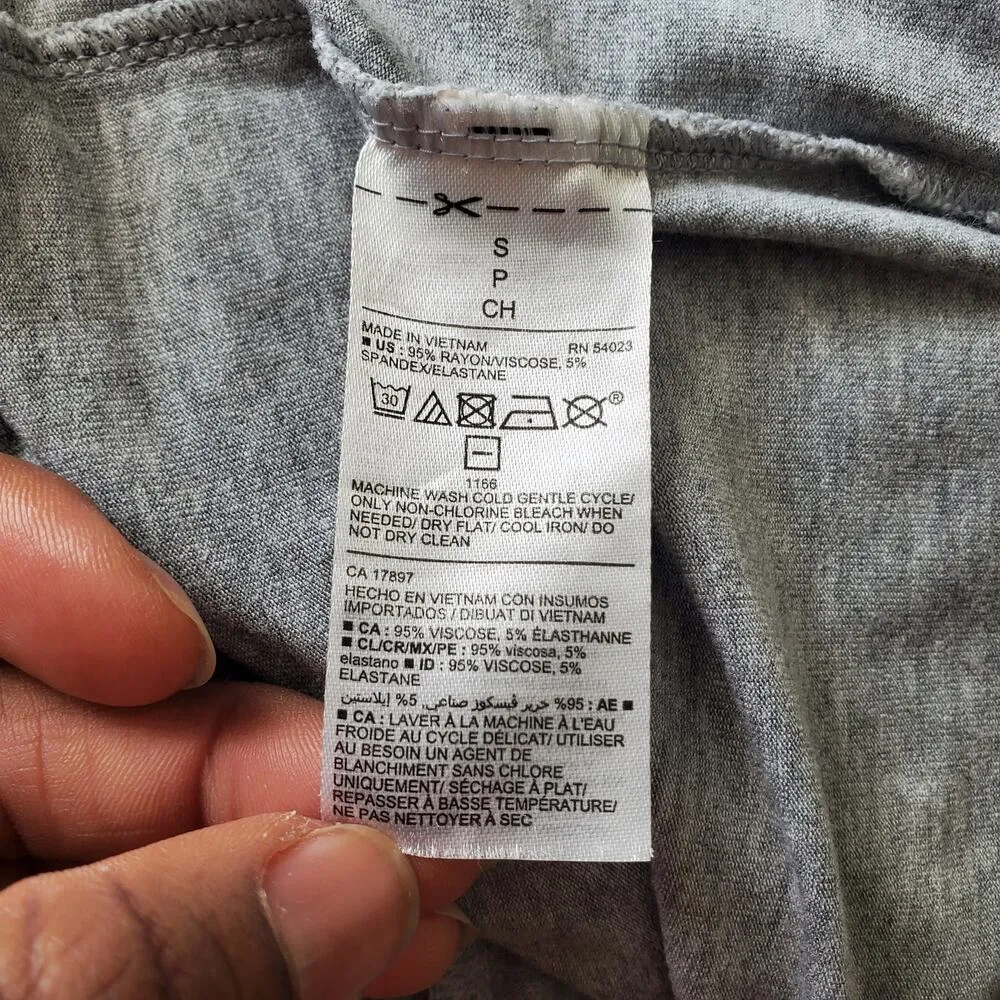 S
P
CH
MADE IN VIETNAM RN 54023
■ US : 95% RAYON/VISCOSE, 5%
SPANDEX/ELASTANE
30
®
1166
MACHINE WASH COLD GENTLE CYCLE/
ONLY NON-CHLORINE BLEACH WHEN
NEEDED/ DRY FLAT/ COOL IRON/ DO
NOT DRY CLEAN
CA 17897
HECHO EN VIETNAM CON INSUMOS
IMPORTADOS / DIBUAT DI VIETNAM
■ CA : 95% VISCOSE, 5% ÉLASTHANNE
■ CL/CR/MX/PE : 95% viscosa, 5%
elastano ■ ID : 95% VISCOSE, 5%
ELASTANE
■ AE : 95% حرير ڤيسكوز صناعي, 5% إيلاستين
■ CA : LAVER À LA MACHINE À L'EAU
FROIDE AU CYCLE DÉLICAT/ UTILISER
AU BESOIN UN AGENT DE
BLANCHIMENT SANS CHLORE
UNIQUEMENT/ SÉCHAGE À PLAT/
REPASSER À BASSE TEMPÉRATURE/
NE PAS NETTOYER À SEC